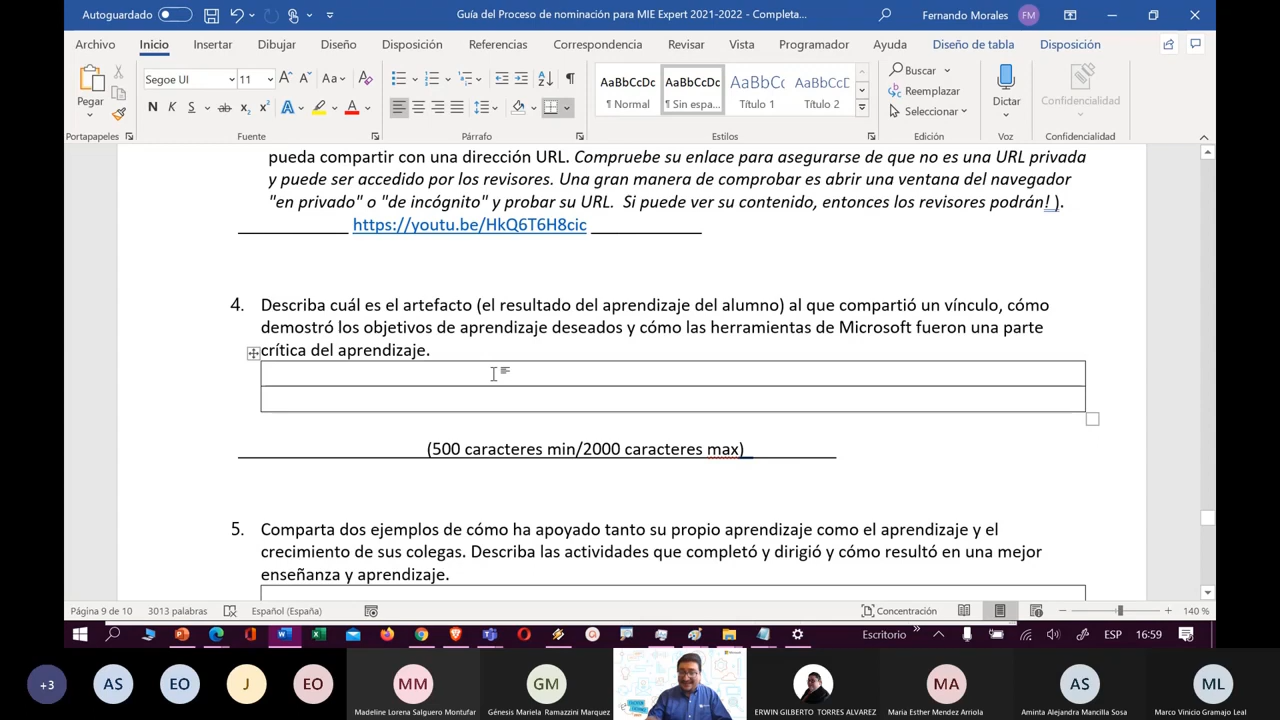 Autoguardado
Guía del Proceso de nominación para MIE Expert 2021-2022 - Completa...
Fernando Morales
FM
Archivo
Inicio
Insertar
Dibujar
Diseño
Disposición
Referencias
Correspondencia
Revisar
Vista
Programador
Ayuda
Diseño de tabla
Disposición
Pegar
Portapapeles
Segoe UI
11
A^ A˅ Aa
N K S ab x₂ x² A A
Fuente
Párrafo
AaBbCcDc
¶ Normal
AaBbCcDc
¶ Sin espa...
AaBbCc
Título 1
AaBbCcD
Título 2
Estilos
Buscar
Reemplazar
Seleccionar
Edición
Dictar
Voz
Confidencialidad
Confidencialidad
pueda compartir con una dirección URL. Compruebe su enlace para asegurarse de que no es una URL privada
y puede ser accedido por los revisores. Una gran manera de comprobar es abrir una ventana del navegador
"en privado" o "de incógnito" y probar su URL. Si puede ver su contenido, entonces los revisores podrán! ).
https://youtu.be/HkQ6T6H8cic
4. Describa cuál es el artefacto (el resultado del aprendizaje del alumno) al que compartió un vínculo, cómo
demostró los objetivos de aprendizaje deseados y cómo las herramientas de Microsoft fueron una parte
crítica del aprendizaje.
(500 caracteres min/2000 caracteres max)
5. Comparta dos ejemplos de cómo ha apoyado tanto su propio aprendizaje como el aprendizaje y el
crecimiento de sus colegas. Describa las actividades que completó y dirigió y cómo resultó en una mejor
enseñanza y aprendizaje.
Página 9 de 10
3013 palabras
Español (España)
Concentración
140 %
Escritorio
ESP
16:59
+3
AS
EO
J
EO
MM
Madeline Lorena Salguero Montufar
GM
Génesis Mariela Ramazzini Marquez
ERWIN GILBERTO TORRES ALVAREZ
MA
Maria Esther Mendez Arriola
AS
Aminta Alejandra Mancilla Sosa
ML
Marco Vinicio Gramajo Leal